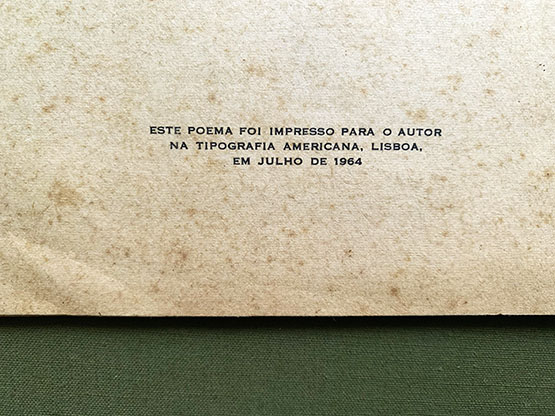 ESTE POEMA FOI IMPRESSO PARA O AUTOR
NA TIPOGRAFIA AMERICANA, LISBOA,
EM JULHO DE 1964